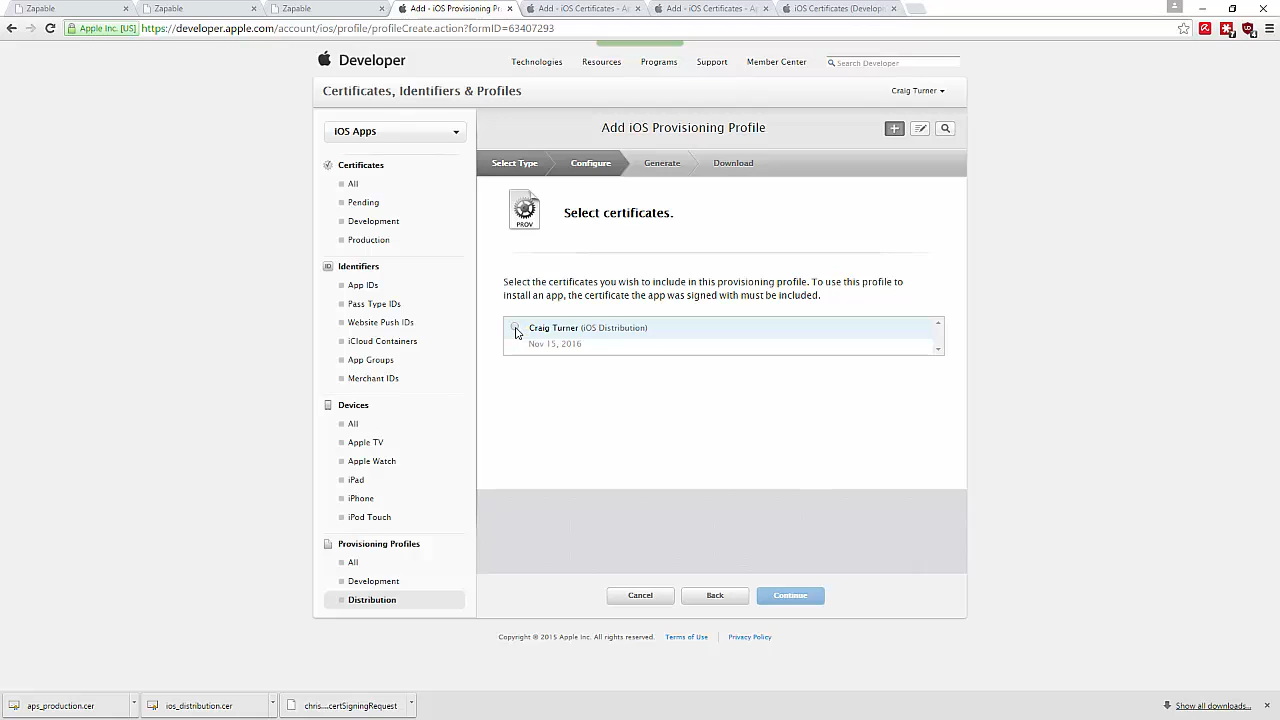 Zapable
Zapable
Zapable
Add - iOS Provisioning Pr
Add - iOS Certificates - Ap
Add - iOS Certificates - Ap
iOS Certificates (Develop
Apple Inc. [US]
https://developer.apple.com/account/ios/profile/profileCreate.action?formID=63407293
Developer
Technologies
Resources
Programs
Support
Member Center
Search Developer
Certificates, Identifiers & Profiles
Craig Turner
iOS Apps
Certificates
All
Pending
Development
Production
Identifiers
App IDs
Pass Type IDs
Website Push IDs
iCloud Containers
App Groups
Merchant IDs
Devices
All
Apple TV
Apple Watch
iPad
iPhone
iPod Touch
Provisioning Profiles
All
Development
Distribution
Add iOS Provisioning Profile
Select Type
Configure
Generate
Download
PROV
Select certificates.
Select the certificates you wish to include in this provisioning profile. To use this profile to
install an app, the certificate the app was signed with must be included.
Craig Turner (iOS Distribution)
Nov 15, 2016
Cancel
Back
Continue
Copyright © 2015 Apple Inc. All rights reserved.
Terms of Use
Privacy Policy
aps_production.cer
ios_distribution.cer
chris....certSigningRequest
Show all downloads...